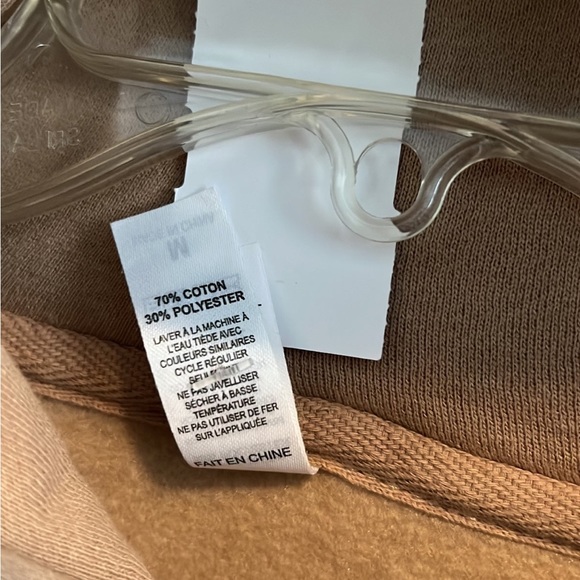 M
70% COTON
30% POLYESTER
LAVER À LA MACHINE À
L'EAU TIÈDE AVEC
COULEURS SIMILAIRES
CYCLE RÉGULIER
SEULEMENT
NE PAS JAVELLISER
SÉCHER À BASSE
TEMPÉRATURE
NE PAS UTILISER DE FER
SUR L'APPLIQUÉE
FAIT EN CHINE